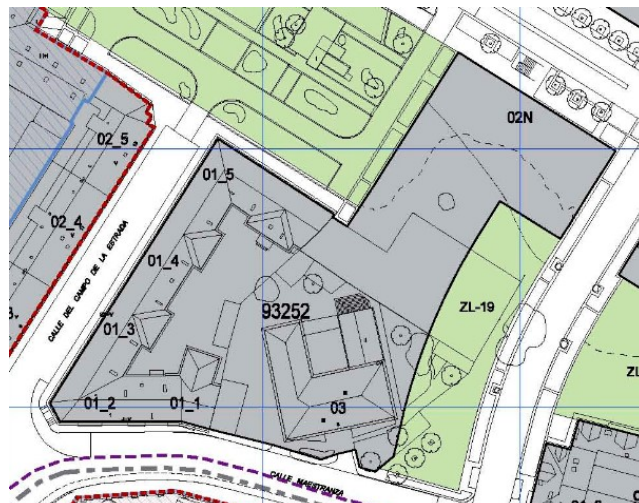 02N
02_5
01_5
02_4
01_4
CALLE DEL CAMPO DE LA ESTRADA
ZL-19
93252
01_3
ZL
01_2
01_1
03
CALLE MAESTRANZA